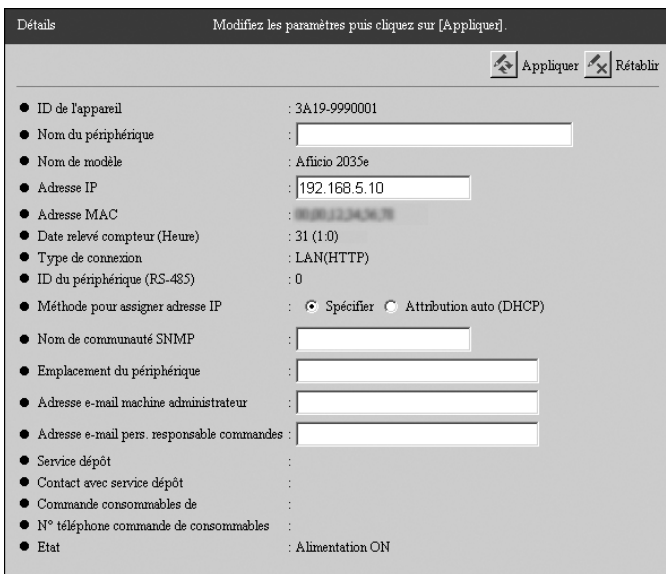 Détails Modifiez les paramètres puis cliquez sur [Appliquer].
Appliquer Rétablir
● ID de l'appareil : 3A19-9990001
● Nom du périphérique :
● Nom de modèle : Afiicio 2035e
● Adresse IP : 192.168.5.10
● Adresse MAC :
● Date relevé compteur (Heure) : 31 (1:0)
● Type de connexion : LAN(HTTP)
● ID du périphérique (RS-485) : 0
● Méthode pour assigner adresse IP : Spécifier Attribution auto (DHCP)
● Nom de communauté SNMP :
● Emplacement du périphérique :
● Adresse e-mail machine administrateur :
● Adresse e-mail pers. responsable commandes :
● Service dépôt :
● Contact avec service dépôt :
● Commande consommables de :
● N° téléphone commande de consommables :
● Etat : Alimentation ON